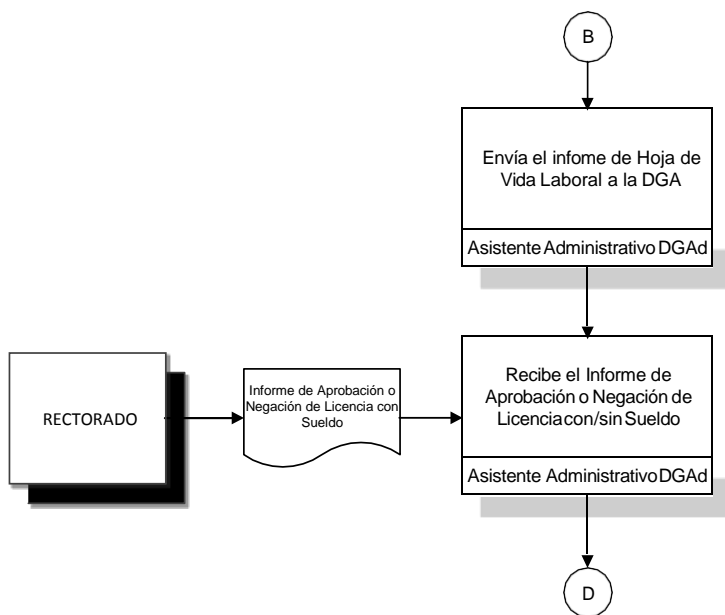 B
Envía el infome de Hoja de
Vida Laboral a la DGA
Asistente Administrativo DGAd
RECTORADO
Informe de Aprobación o
Negación de Licencia con
Sueldo
Recibe el Informe de
Aprobación o Negación de
Licencia con/sin Sueldo
Asistente Administrativo DGAd
D